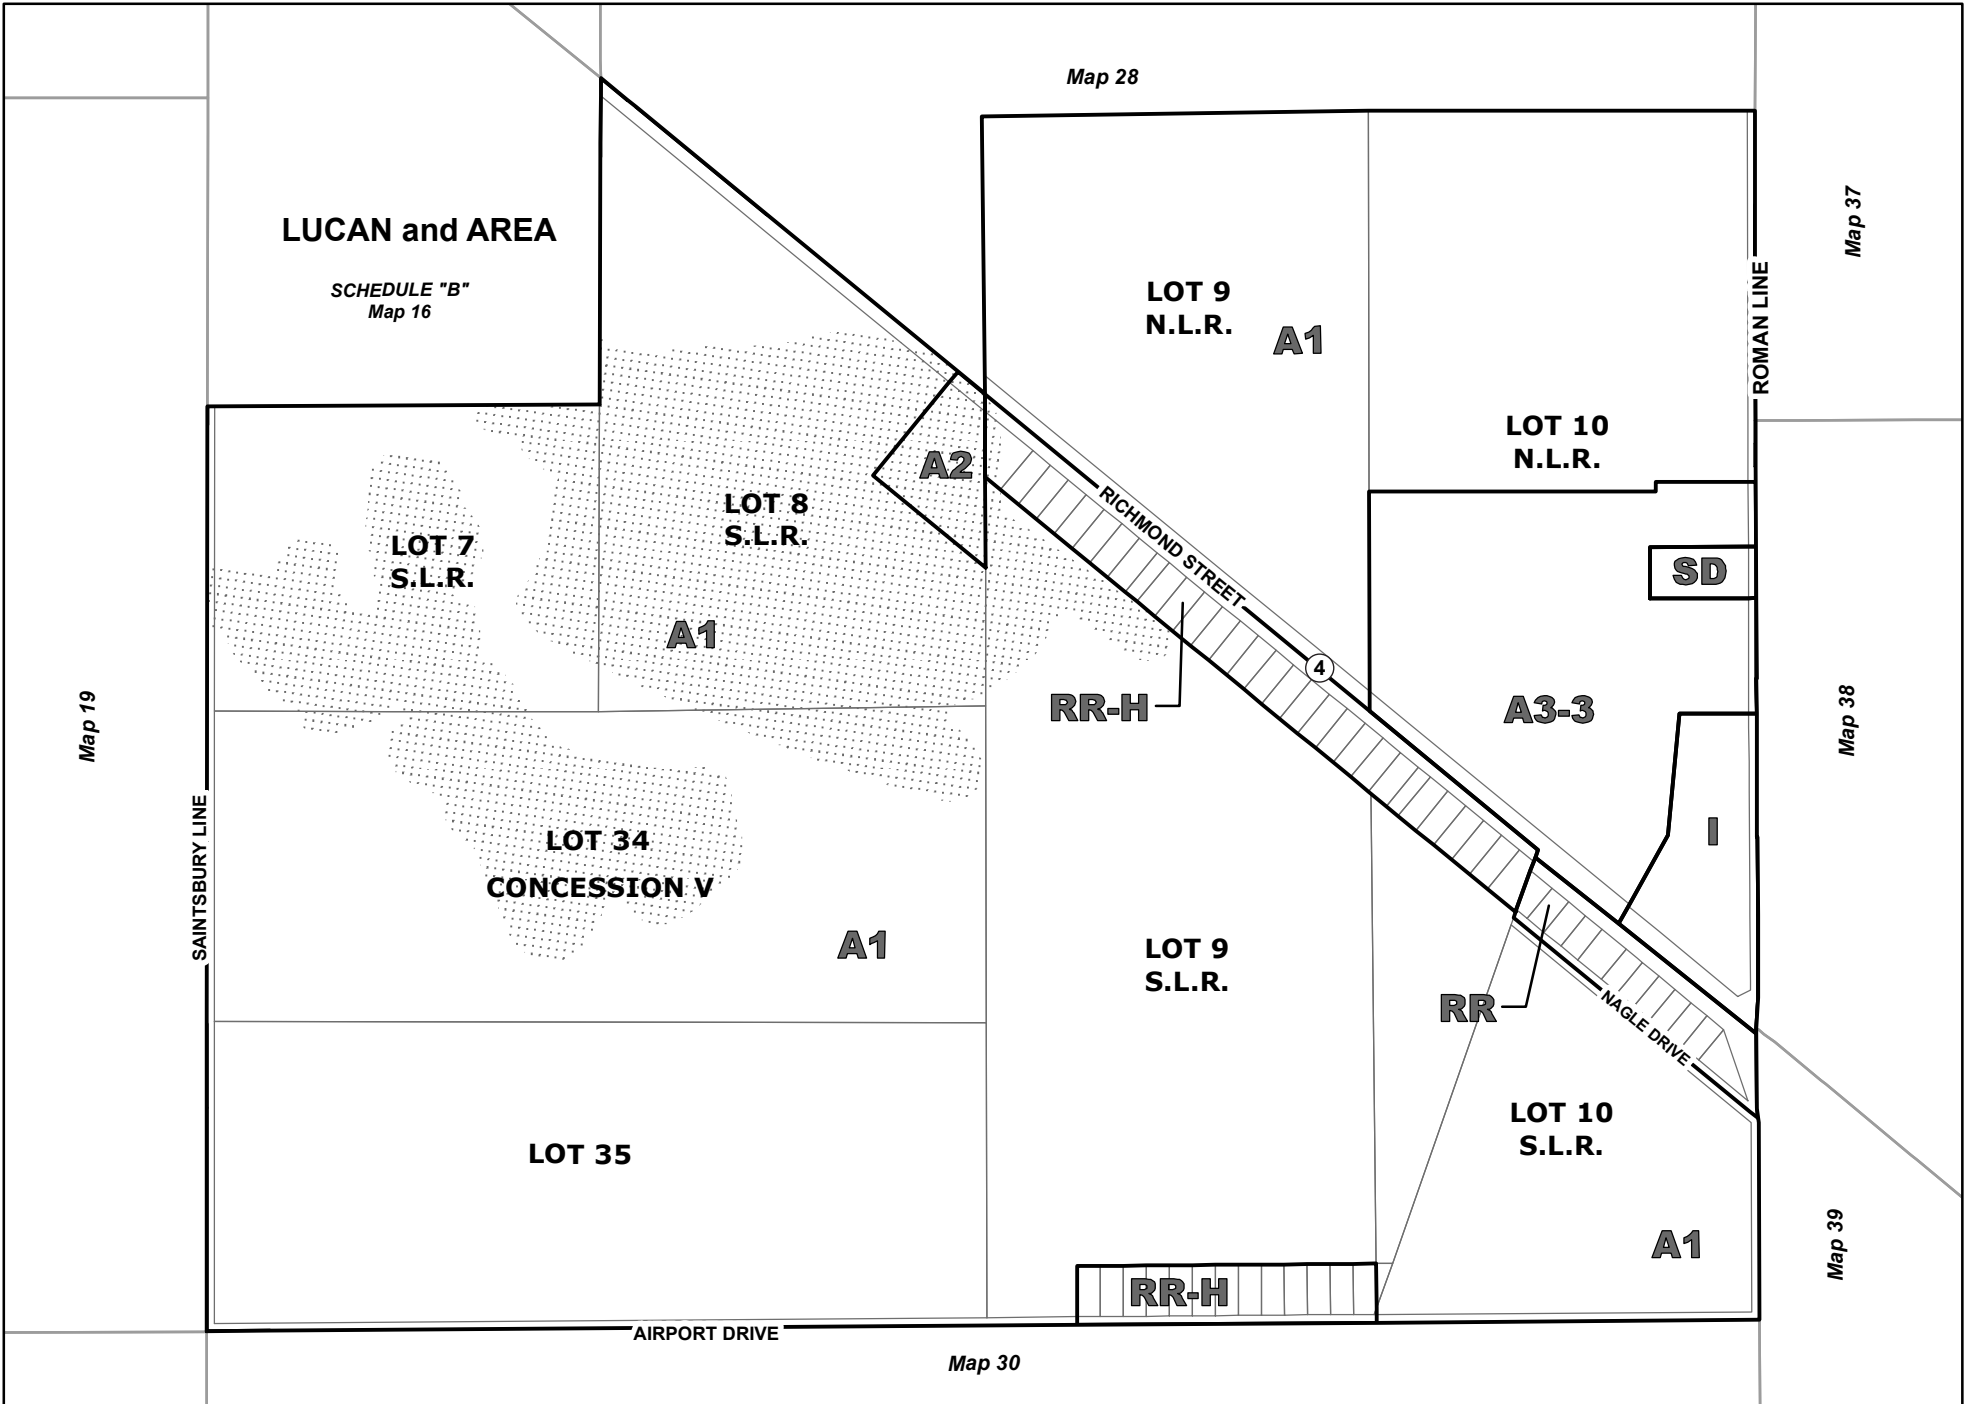 Map 28
LUCAN and AREA
SCHEDULE "B"
Map 16
Map 37
LOT 9
N.L.R.
A1
ROMAN LINE
LOT 10
N.L.R.
A2
LOT 8
S.L.R.
RICHMOND STREET
LOT 7
S.L.R.
SD
A1
4
RR-H
A3-3
Map 19
Map 38
SAINTSBURY LINE
LOT 34
CONCESSION V
I
A1
LOT 9
S.L.R.
RR
NAGLE DRIVE
LOT 10
S.L.R.
LOT 35
A1
Map 39
RR-H
AIRPORT DRIVE
Map 30